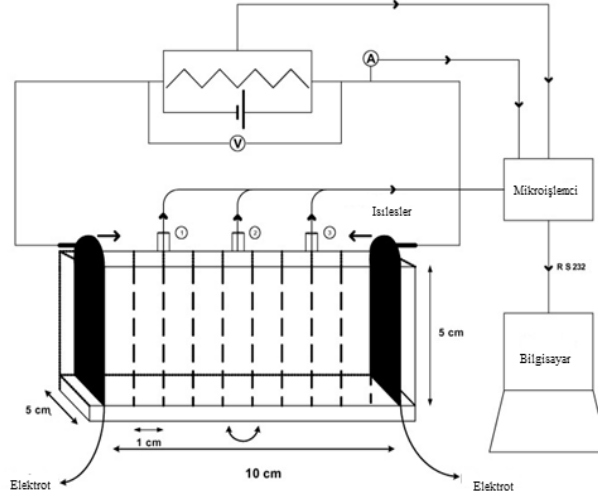 A
V
Mikroişlemci
Isılesler
1
2
3
R S 232
5 cm
Bilgisayar
5 cm
1 cm
10 cm
Elektrot
Elektrot